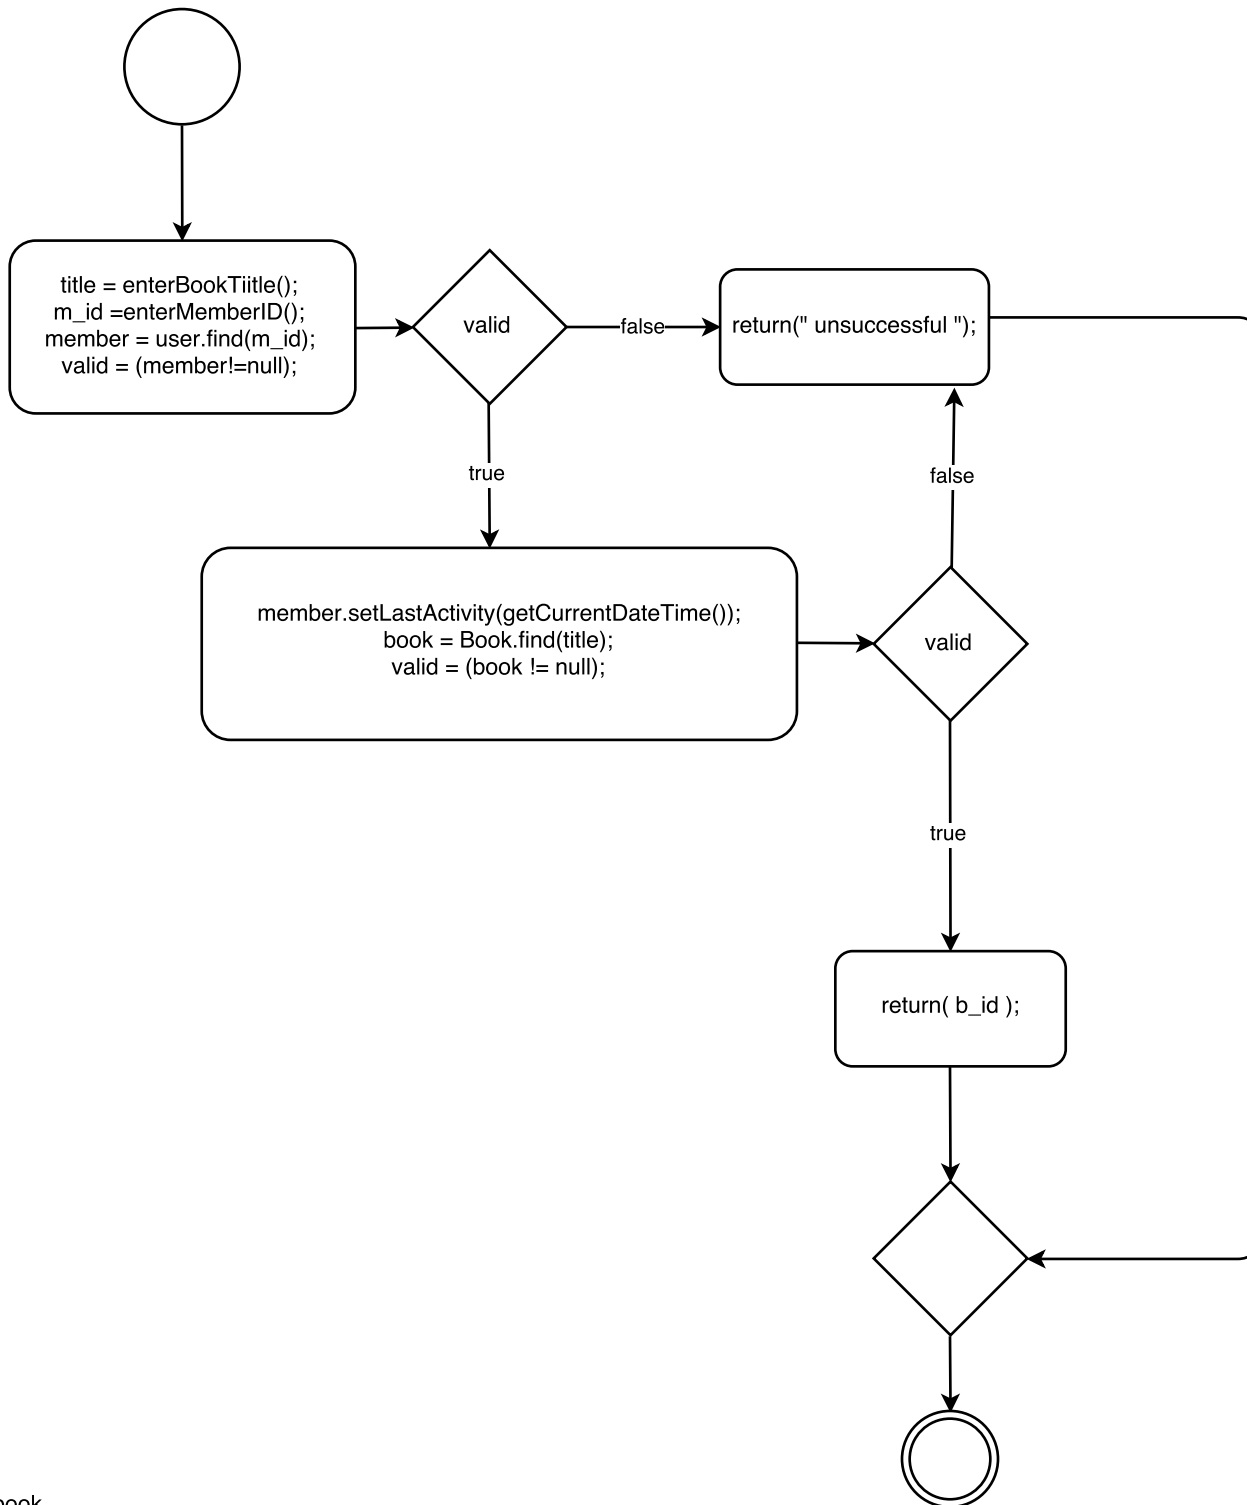 title = enterBookTiitle();
m_id =enterMemberID();
member = user.find(m_id);
valid = (member!=null);
valid
false
return(" unsuccessful ");
true
false
member.setLastActivity(getCurrentDateTime());
book = Book.find(title);
valid = (book != null);
valid
true
return( b_id );
book